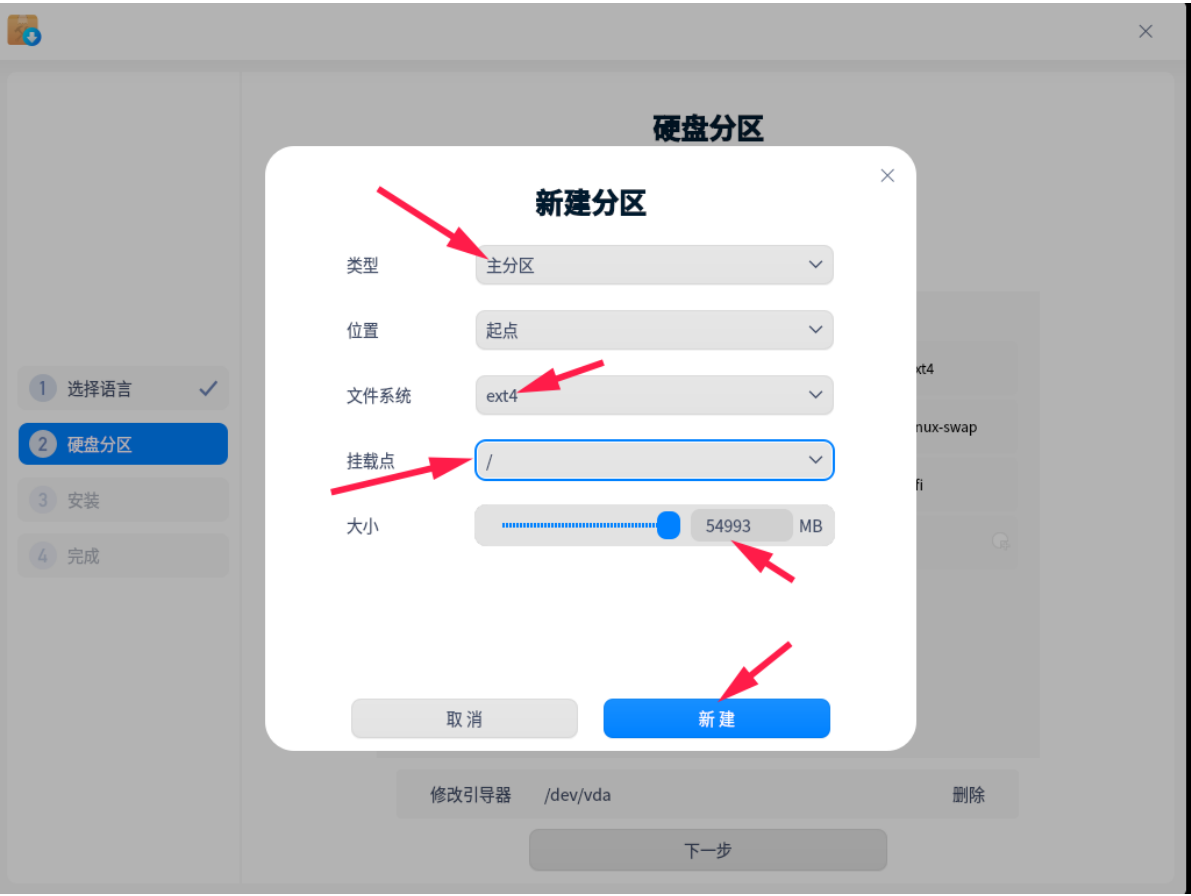 硬盘分区
新建分区
类型 主分区
位置 起点
文件系统 ext4
挂载点 /
大小 54993 MB
取消 新建
1 选择语言
2 硬盘分区
3 安装
4 完成
xt4
nux-swap
fi
修改引导器 /dev/vda 删除
下一步